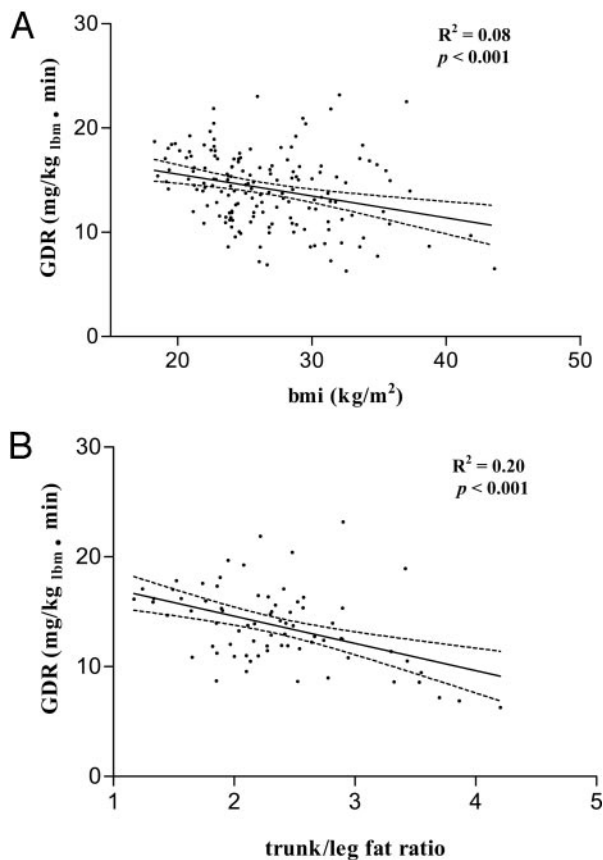 A
R² = 0.08
p < 0.001
GDR (mg/kg lbm • min)
30
20
10
0
20 30 40 50
bmi (kg/m²)
B
R² = 0.20
p < 0.001
GDR (mg/kg lbm • min)
30
20
10
0
1 2 3 4 5
trunk/leg fat ratio